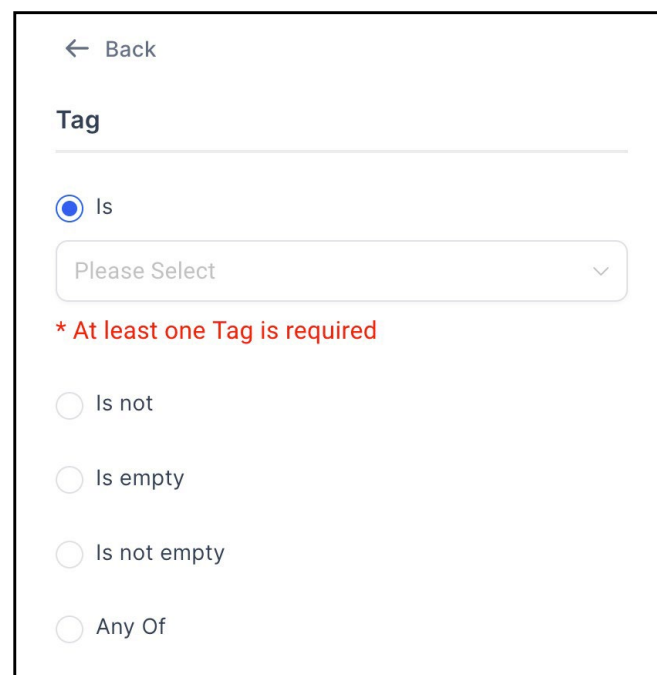 Back
Tag
Is
Please Select
* At least one Tag is required
Is not
Is empty
Is not empty
Any Of